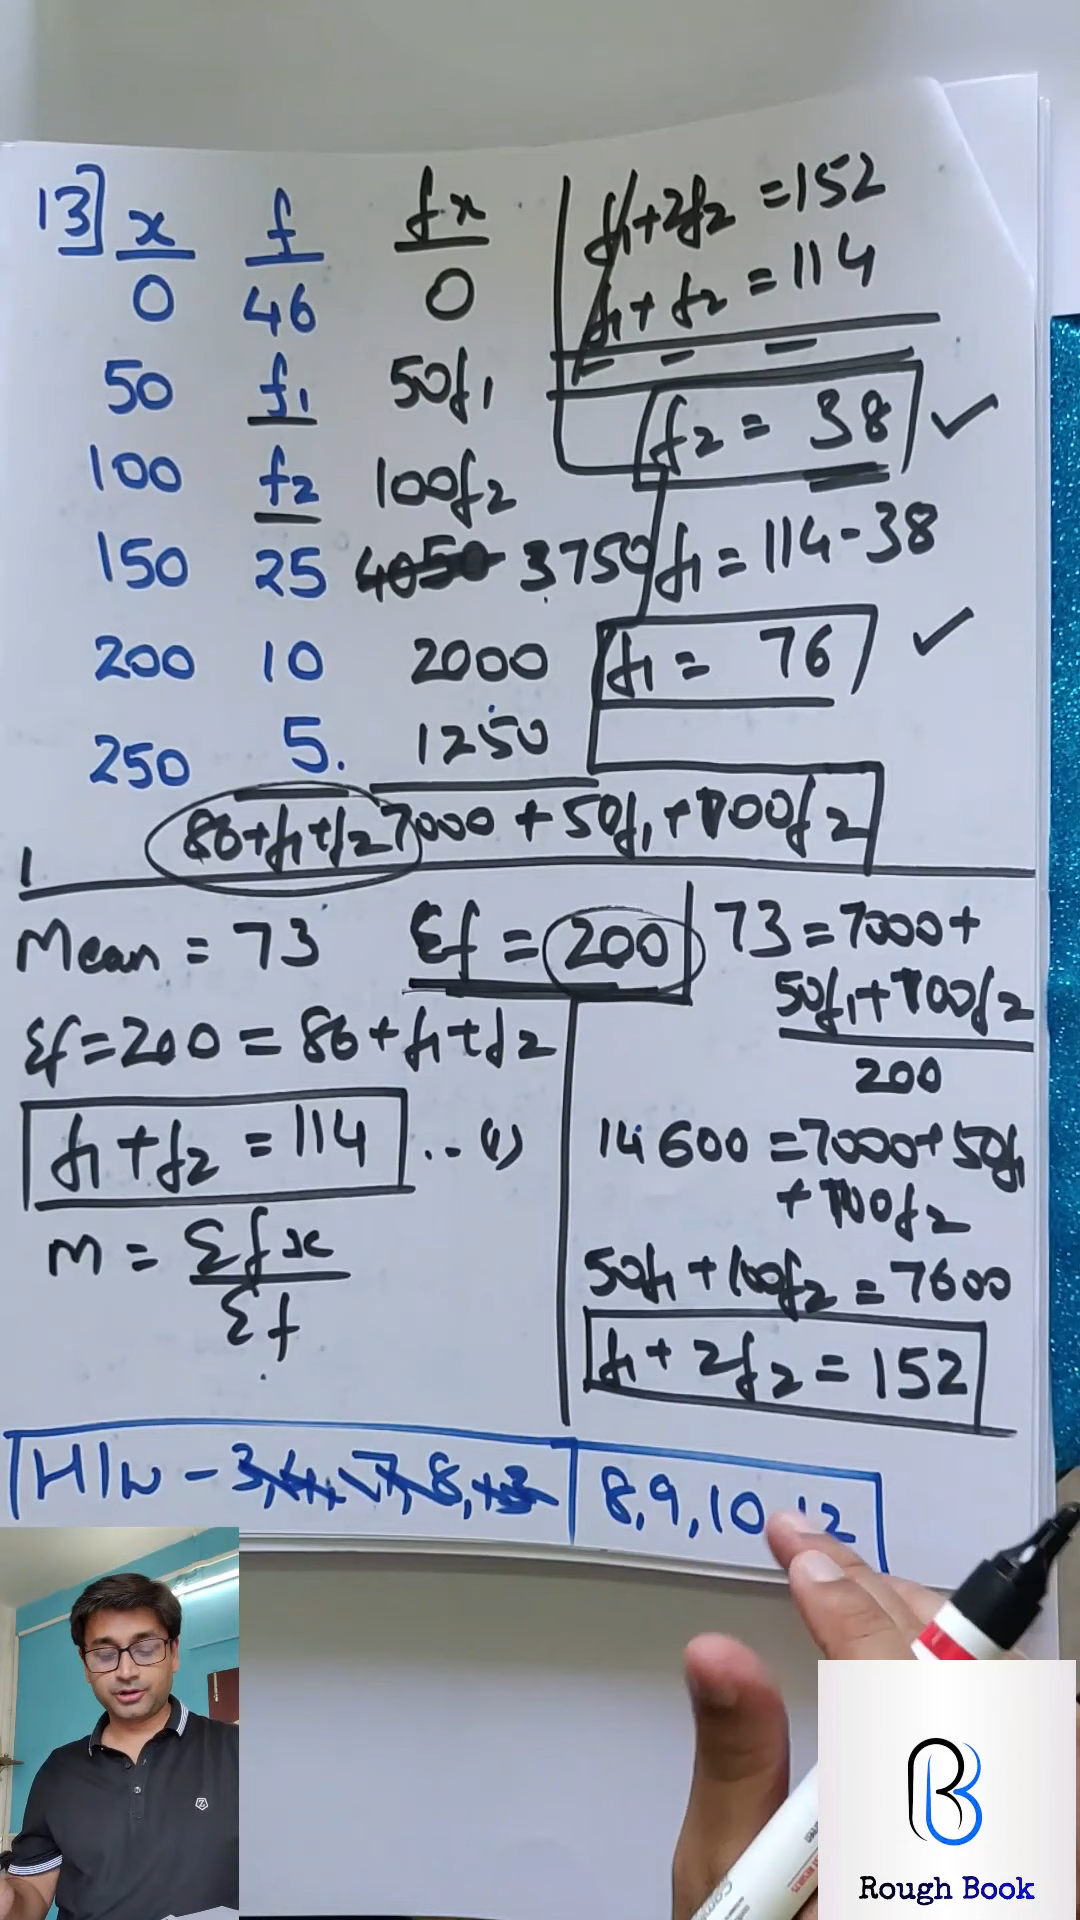 13] x f fx
0 46 0
50 f1 50f1
100 f2 100f2
150 25 3750
200 10 2000
250 5. 1250
86+f1+f2 7000 + 50f1 + 100f2
f1+2f2 = 152
f1+f2 = 114
f2 = 38 ✓
f1 = 114-38
f1 = 76 ✓
Mean = 73 Σf = 200
Σf = 200 = 86+f1+f2
f1+f2 = 114 ... (1)
m = Σfx
Σf
73 = 7000+
50f1+100f2
200
14600 = 7000+50f1
+100f2
50f1+100f2 = 7600
f1+2f2 = 152
H/w - 3,4,7,8,13 8,9,10,12
B
Rough Book